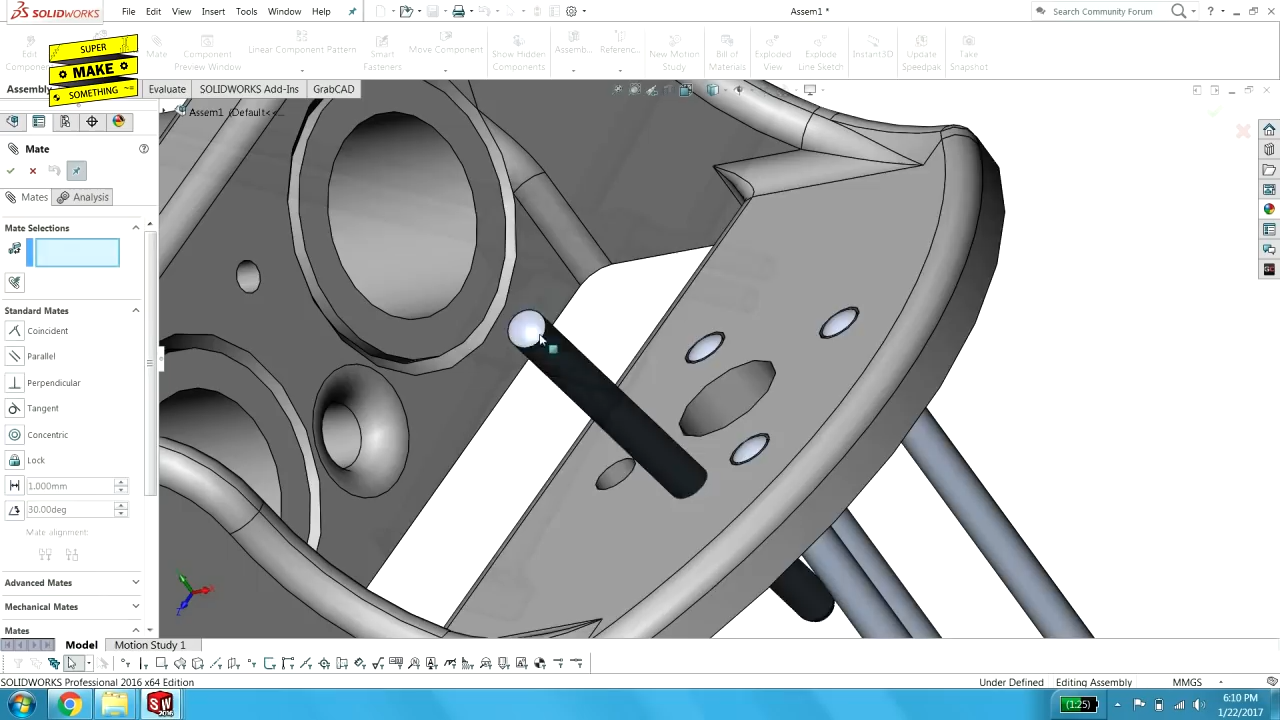 SOLIDWORKS File Edit View Insert Tools Window Help Assem1 * Search Community Forum ?
Edit Mate Component Linear Component Pattern Smart Move Component Show Hidden Assemb... Referenc... New Motion Bill of Exploded Explode Instant3D Update Take
Component Preview Window Fasteners Components Study Materials View Line Sketch Speedpak Snapshot
SUPER
MAKE
SOMETHING
Assembly Evaluate SOLIDWORKS Add-Ins GrabCAD
Assem1 (Default<<...
Mate
Mates Analysis
Mate Selections
Standard Mates
Coincident
Parallel
Perpendicular
Tangent
Concentric
Lock
1.000mm
30.00deg
Mate alignment:
Advanced Mates
Mechanical Mates
Mates
Model Motion Study 1
SOLIDWORKS Professional 2016 x64 Edition Under Defined Editing Assembly MMGS
SW 2016
(1:25) 6:10 PM
1/22/2017